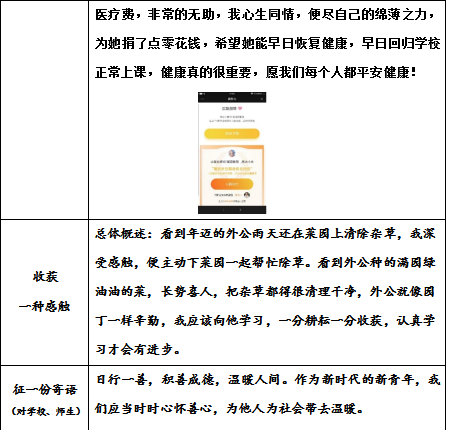 医疗费，非常的无助，我心生同情，便尽自己的绵薄之力，
为她捐了点零花钱，希望她能早日恢复健康，早日回归学校
正常上课，健康真的很重要，愿我们每个人都平安健康！
收获
一种感触
总体概述：看到年迈的外公雨天还在菜园上清除杂草，我深
受感触，便主动下菜园一起帮忙除草。看到外公种的满园绿
油油的菜，长势喜人，把杂草都得很清理干净，外公就像园
丁一样辛勤，我应该向他学习，一分耕耘一分收获，认真学
习才会有进步。
征一份寄语
（对学校、师生）
日行一善，积善成德，温暖人间。作为新时代的新青年，我
们应当时时心怀善心，为他人为社会带去温暖。